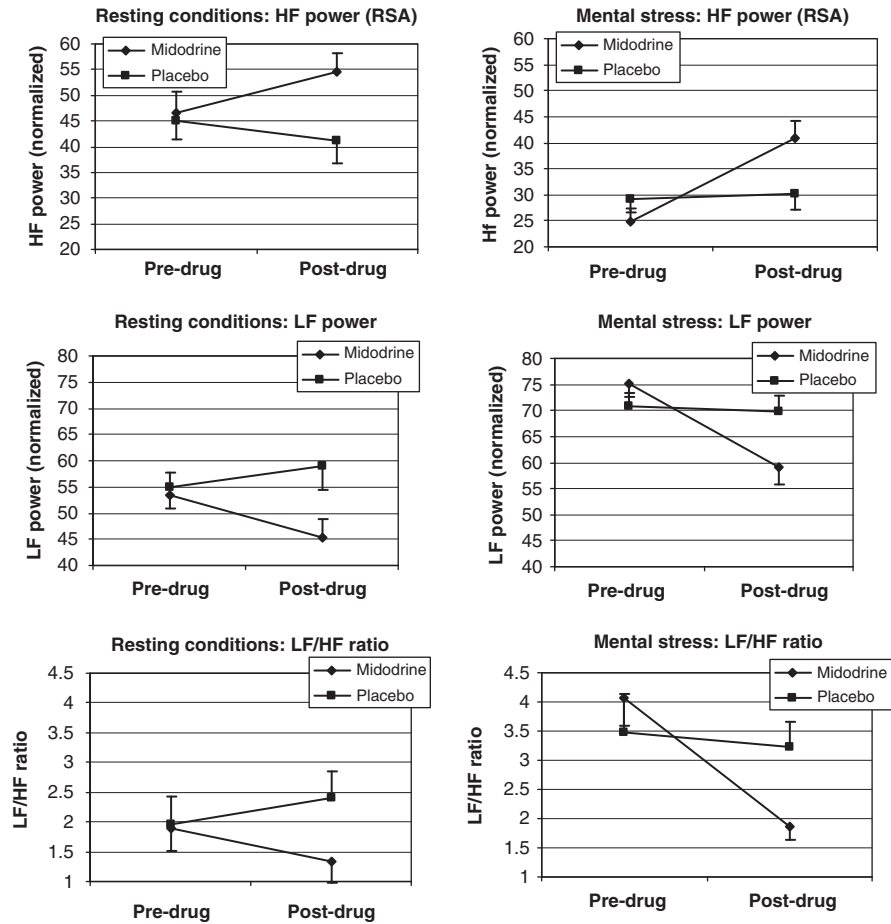 Resting conditions: HF power (RSA)
60
55
50
45
40
35
30
25
20
HF power (normalized)
Midodrine
Placebo
Pre-drug
Post-drug
Mental stress: HF power (RSA)
60
55
50
45
40
35
30
25
20
Hf power (normalized)
Midodrine
Placebo
Pre-drug
Post-drug
Resting conditions: LF power
80
75
70
65
60
55
50
45
40
LF power (normalized)
Midodrine
Placebo
Pre-drug
Post-drug
Mental stress: LF power
80
75
70
65
60
55
50
45
40
LF power (normalized)
Midodrine
Placebo
Pre-drug
Post-drug
Resting conditions: LF/HF ratio
4.5
4
3.5
3
2.5
2
1.5
1
LF/HF ratio
Midodrine
Placebo
Pre-drug
Post-drug
Mental stress: LF/HF ratio
4.5
4
3.5
3
2.5
2
1.5
1
LF/HF ratio
Midodrine
Placebo
Pre-drug
Post-drug